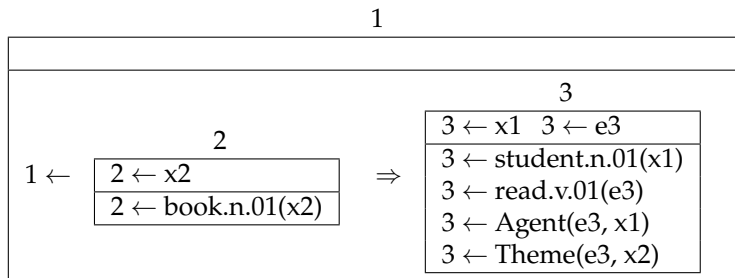 1
3
3 ← x1 3 ← e3
2
3 ← student.n.01(x1)
1 ← 2 ← x2 ⇒ 3 ← read.v.01(e3)
2 ← book.n.01(x2) 3 ← Agent(e3, x1)
3 ← Theme(e3, x2)